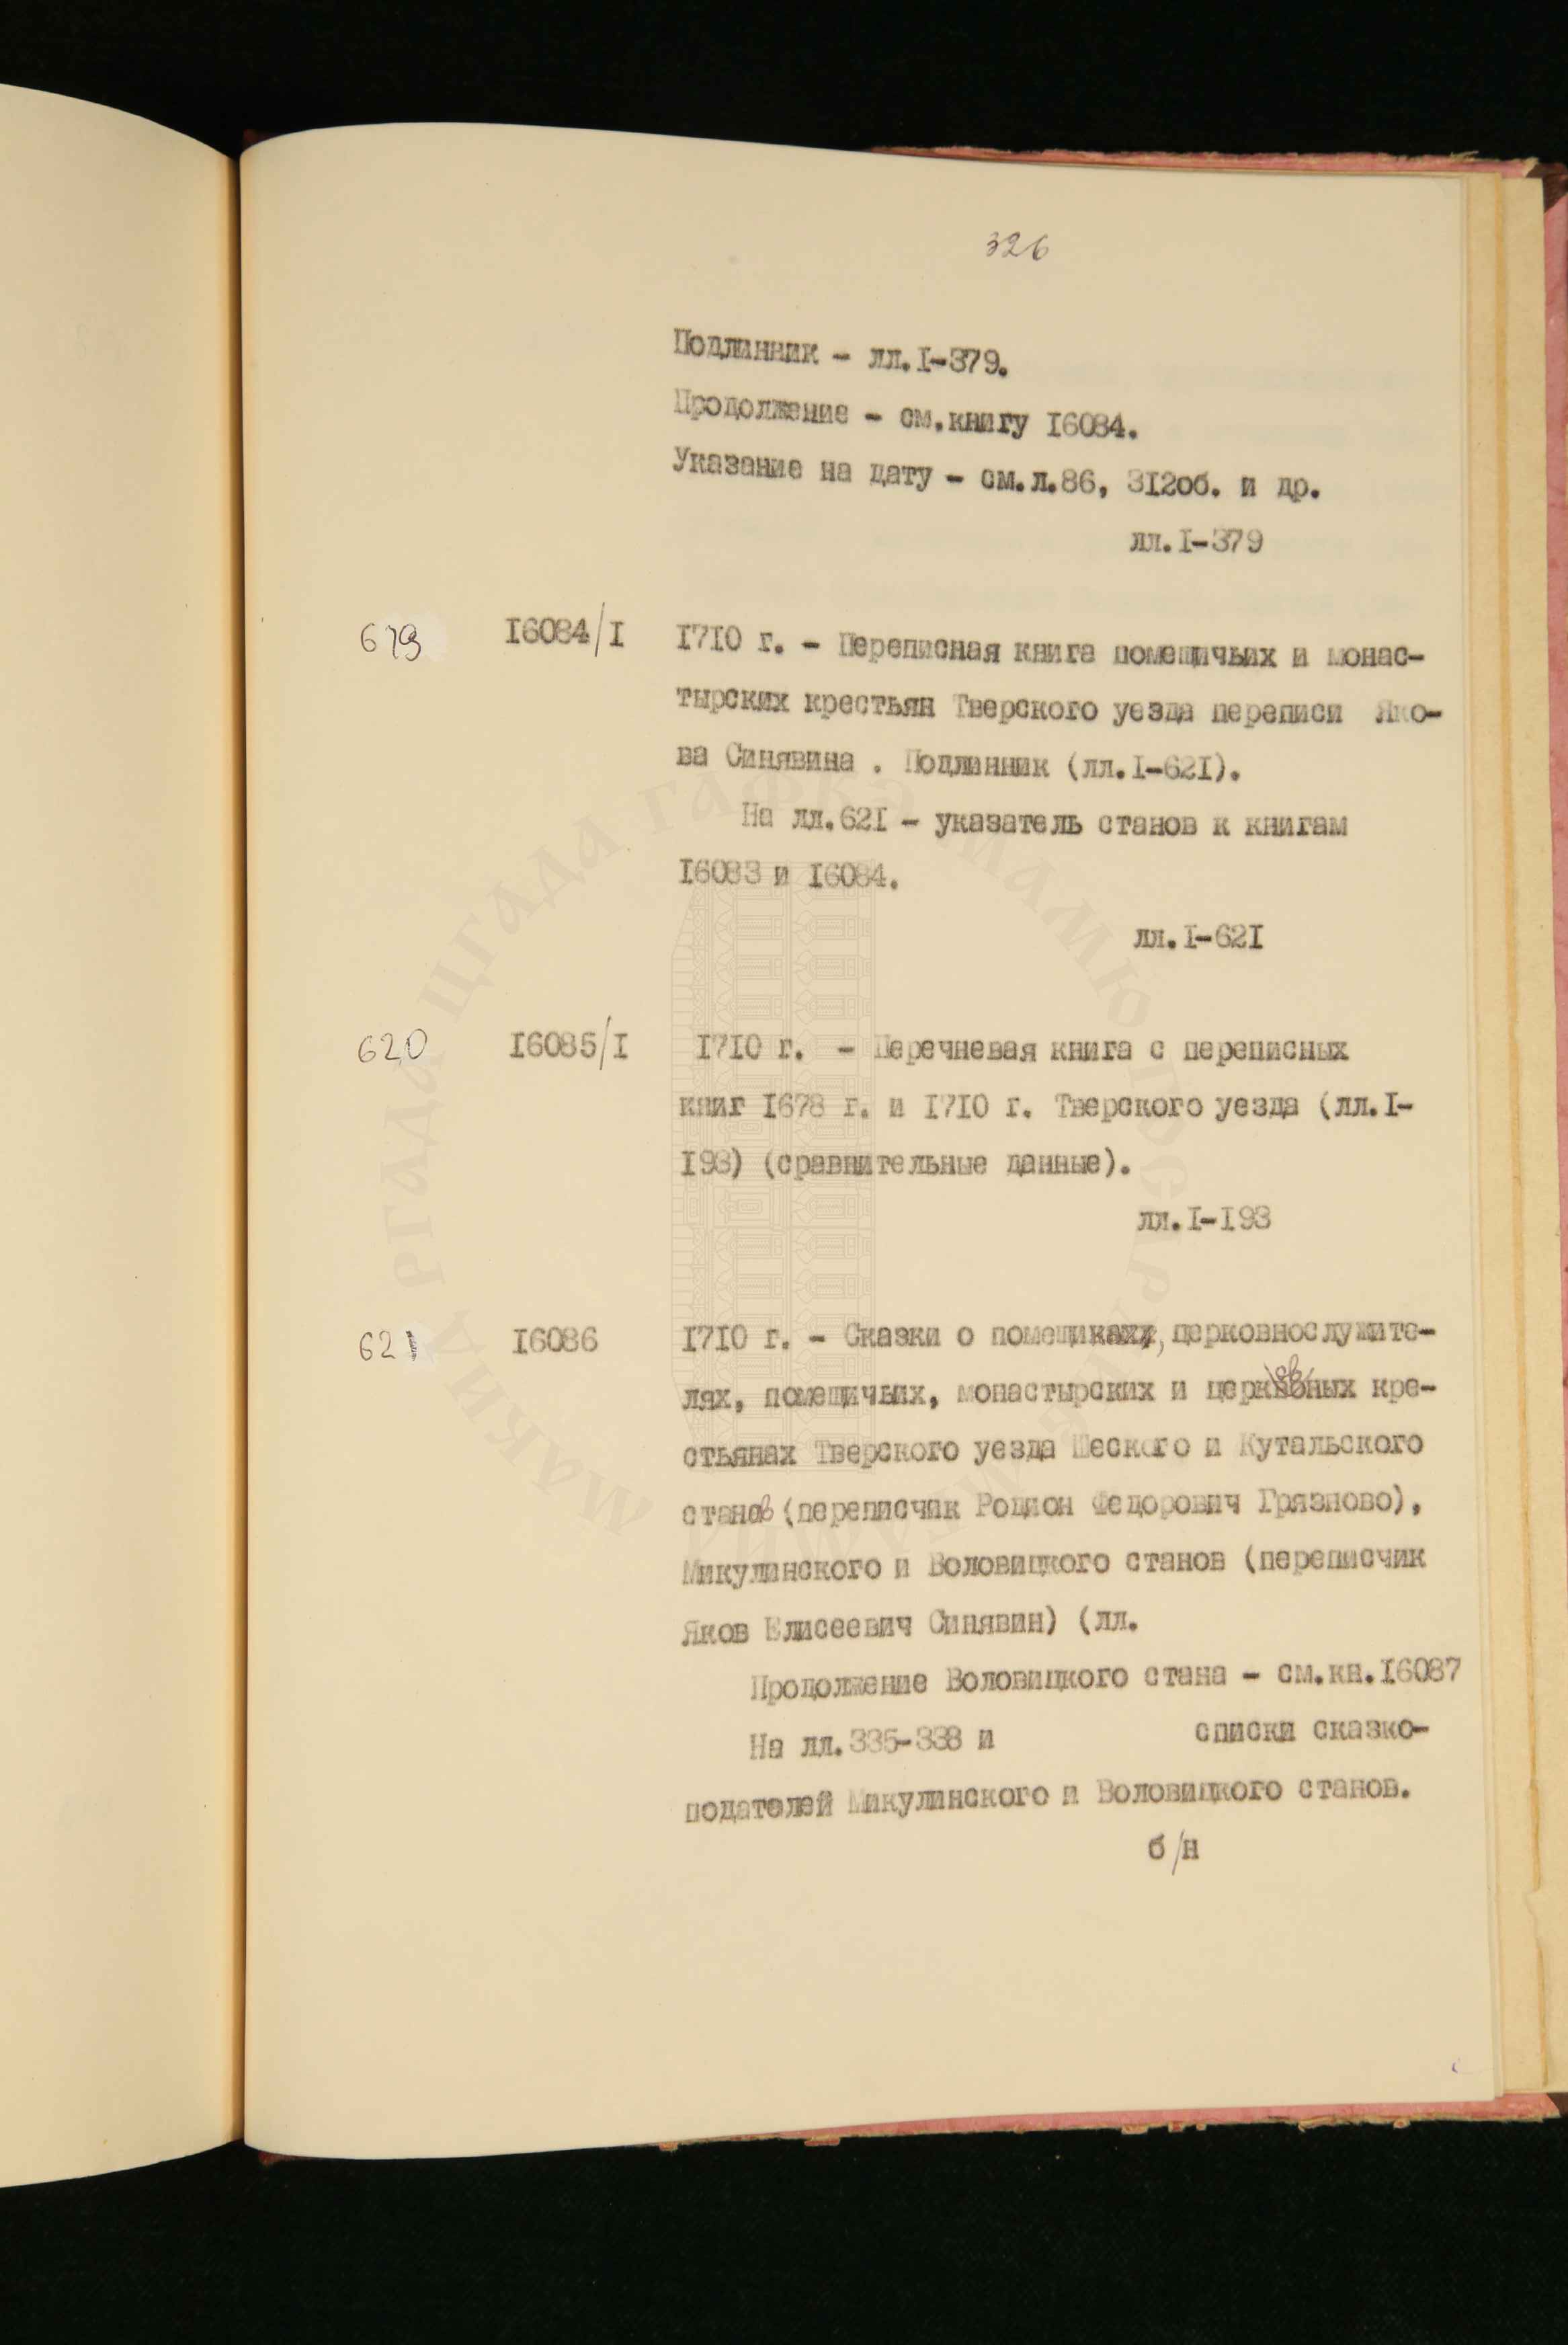 326
Подлинник - лл.I-379.
Продолжение - см.книгу I6084.
Указание на дату - см.л.86, 3I2об. и др.
лл.I-379
619 I6084/I I7I0 г. - Переписная книга помещичьих и монас-
тырских крестьян Тверского уезда переписи Яко-
ва Синявина . Подлинник (лл.I-62I).
На лл.62I - указатель станов к книгам
I6083 и I6084.
лл.I-62I
620 I6085/I I7I0 г. - Перечневая книга с переписных
книг I678 г. и I7I0 г. Тверского уезда (лл.I-
I93) (сравнительные данные).
лл.I-I93
621 I6086 I7I0 г. - Сказки о помещиках, церковнослужите-
лях, помещичьих, монастырских и церковных кре-
стьянах Тверского уезда Шеского и Кутальского
станов (переписчик Родион Федорович Грязново),
Микулинского и Воловицкого станов (переписчик
Яков Елисеевич Синявин) (лл.
Продолжение Воловицкого стана - см.кн.I6087
На лл.335-338 и списки сказко-
подателей Микулинского и Воловицкого станов.
б/н